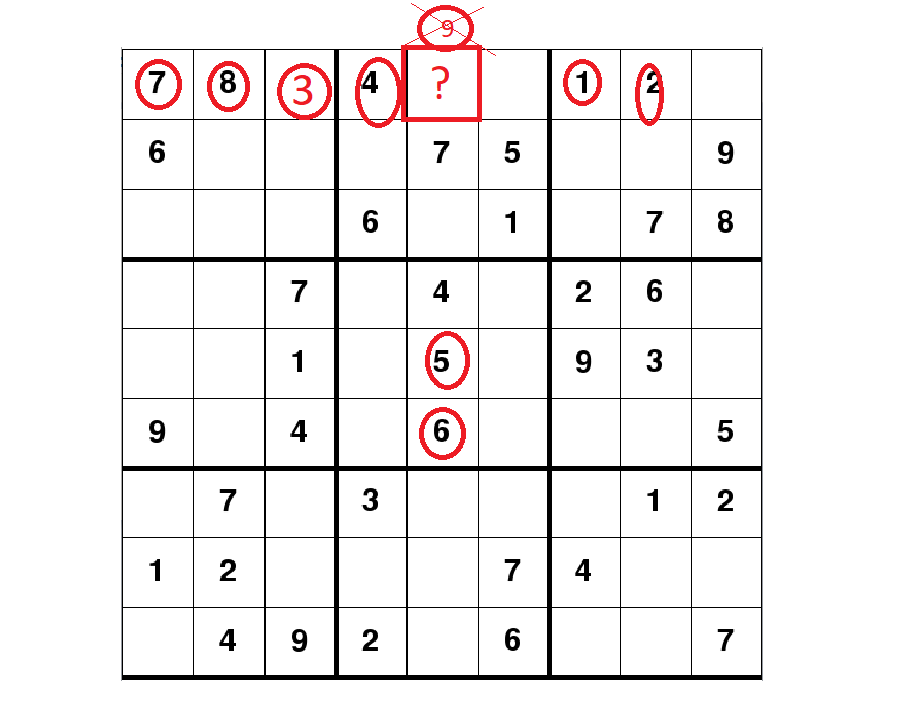 9
7 8 3 4 ? 1 2
6 7 5 9
6 1 7 8
7 4 2 6
1 5 9 3
9 4 6 5
7 3 1 2
1 2 7 4
4 9 2 6 7